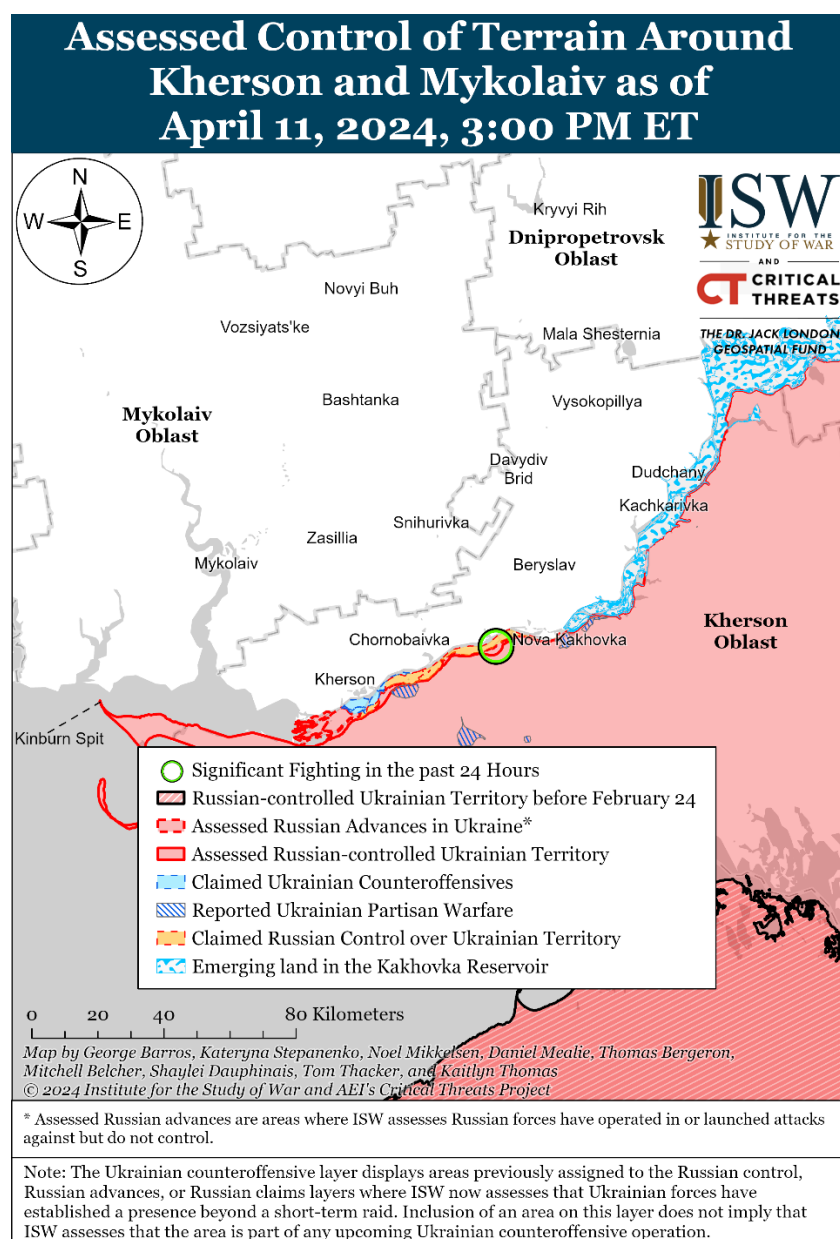 Assessed Control of Terrain Around
Kherson and Mykolaiv as of
April 11, 2024, 3:00 PM ET
N
W E
S
ISW
INSTITUTE FOR THE
STUDY OF WAR
AND
CT CRITICAL
THREATS
THE DR. JACK LONDON
GEOSPATIAL FUND
Kryvyi Rih
Dnipropetrovsk
Oblast
Novyi Buh
Vozsiyats'ke
Mala Shesternia
Bashtanka
Vysokopillya
Mykolaiv
Oblast
Davydiv
Brid
Dudchany
Kachkarivka
Snihurivka
Zasillia
Mykolaiv
Beryslav
Kherson
Oblast
Chornobaivka
Nova Kakhovka
Kherson
Kinburn Spit
Significant Fighting in the past 24 Hours
Russian-controlled Ukrainian Territory before February 24
Assessed Russian Advances in Ukraine*
Assessed Russian-controlled Ukrainian Territory
Claimed Ukrainian Counteroffensives
Reported Ukrainian Partisan Warfare
Claimed Russian Control over Ukrainian Territory
Emerging land in the Kakhovka Reservoir
0 20 40 80 Kilometers
Map by George Barros, Kateryna Stepanenko, Noel Mikkelsen, Daniel Mealie, Thomas Bergeron,
Mitchell Belcher, Shaylei Dauphinais, Tom Thacker, and Kaitlyn Thomas
© 2024 Institute for the Study of War and AEI's Critical Threats Project
* Assessed Russian advances are areas where ISW assesses Russian forces have operated in or launched attacks
against but do not control.
Note: The Ukrainian counteroffensive layer displays areas previously assigned to the Russian control,
Russian advances, or Russian claims layers where ISW now assesses that Ukrainian forces have
established a presence beyond a short-term raid. Inclusion of an area on this layer does not imply that
ISW assesses that the area is part of any upcoming Ukrainian counteroffensive operation.